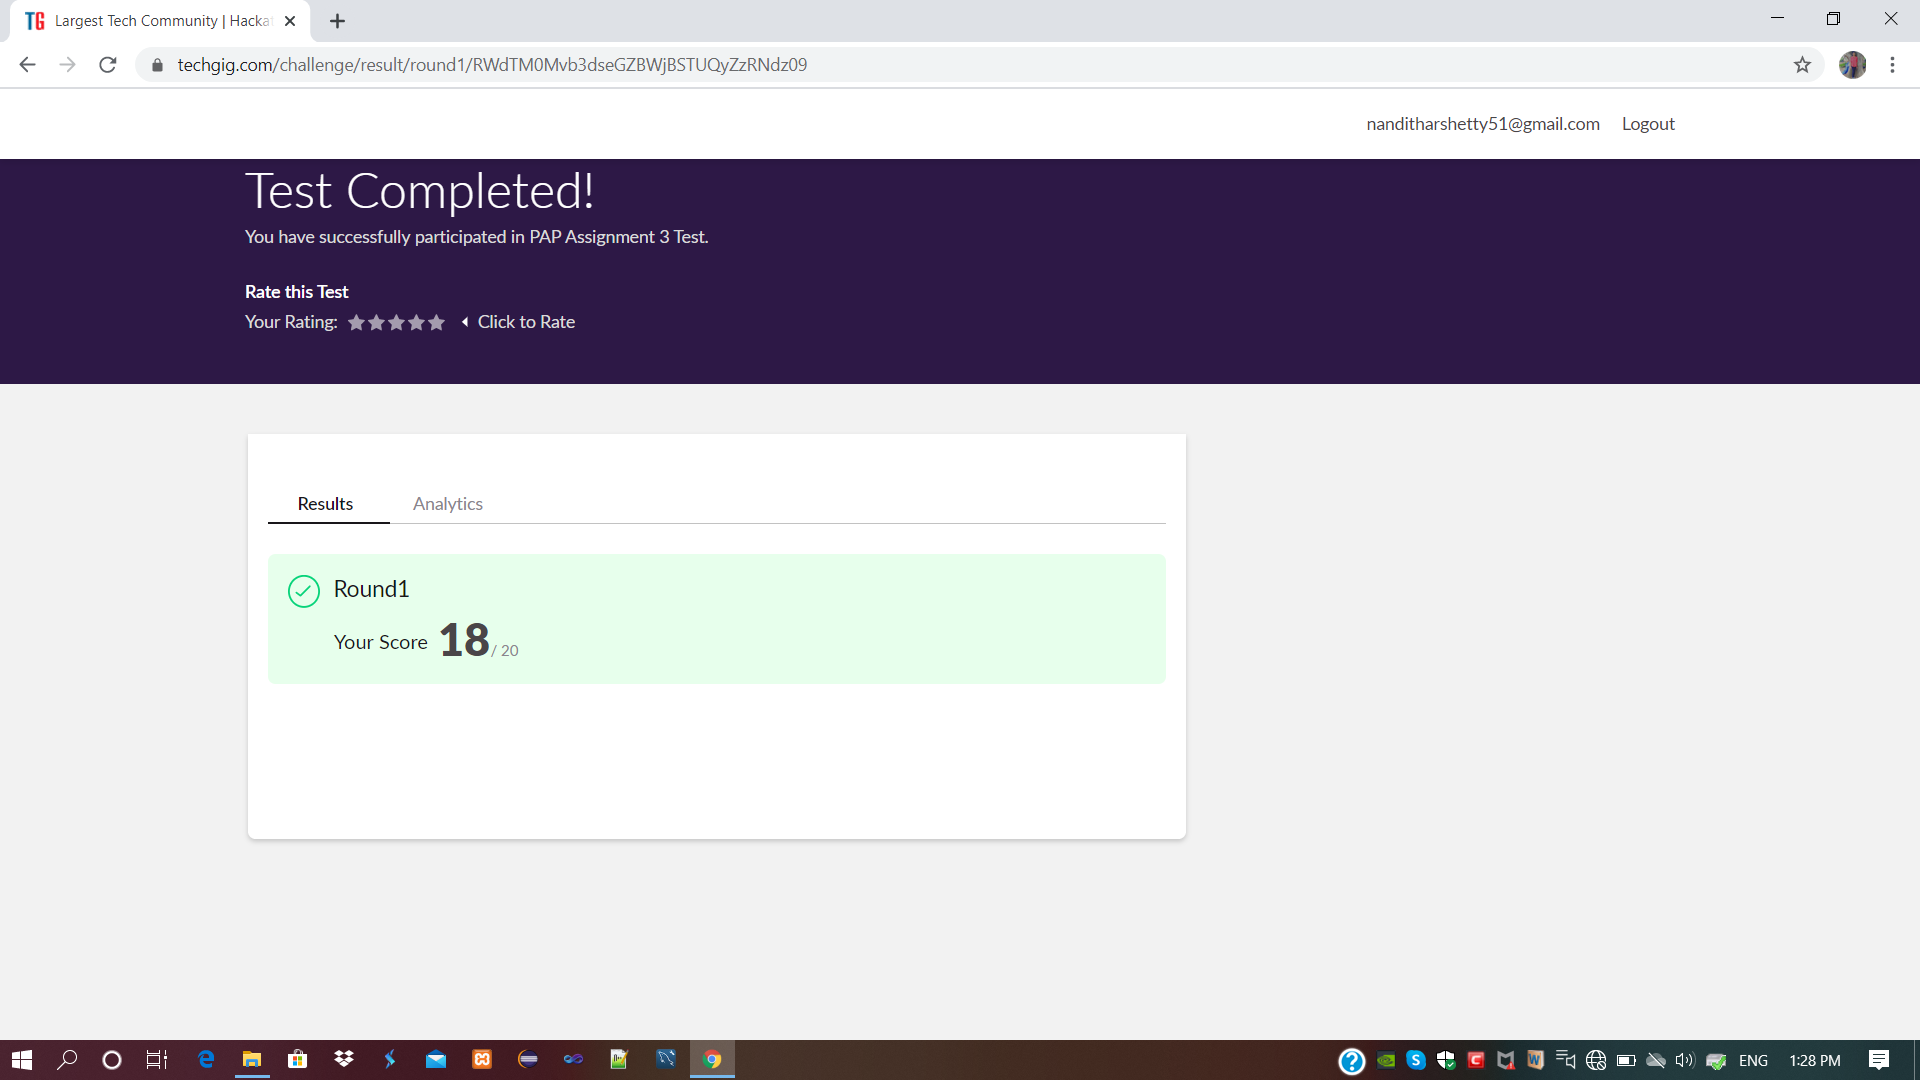 TG Largest Tech Community | Hacka
techgig.com/challenge/result/round1/RWdTM0Mvb3dseGZBWjBSTUQyZzRNdz09
nanditharshetty51@gmail.com Logout
Test Completed!
You have successfully participated in PAP Assignment 3 Test.
Rate this Test
Your Rating: Click to Rate
Results Analytics
Round1
Your Score 18 / 20
ENG 1:28 PM